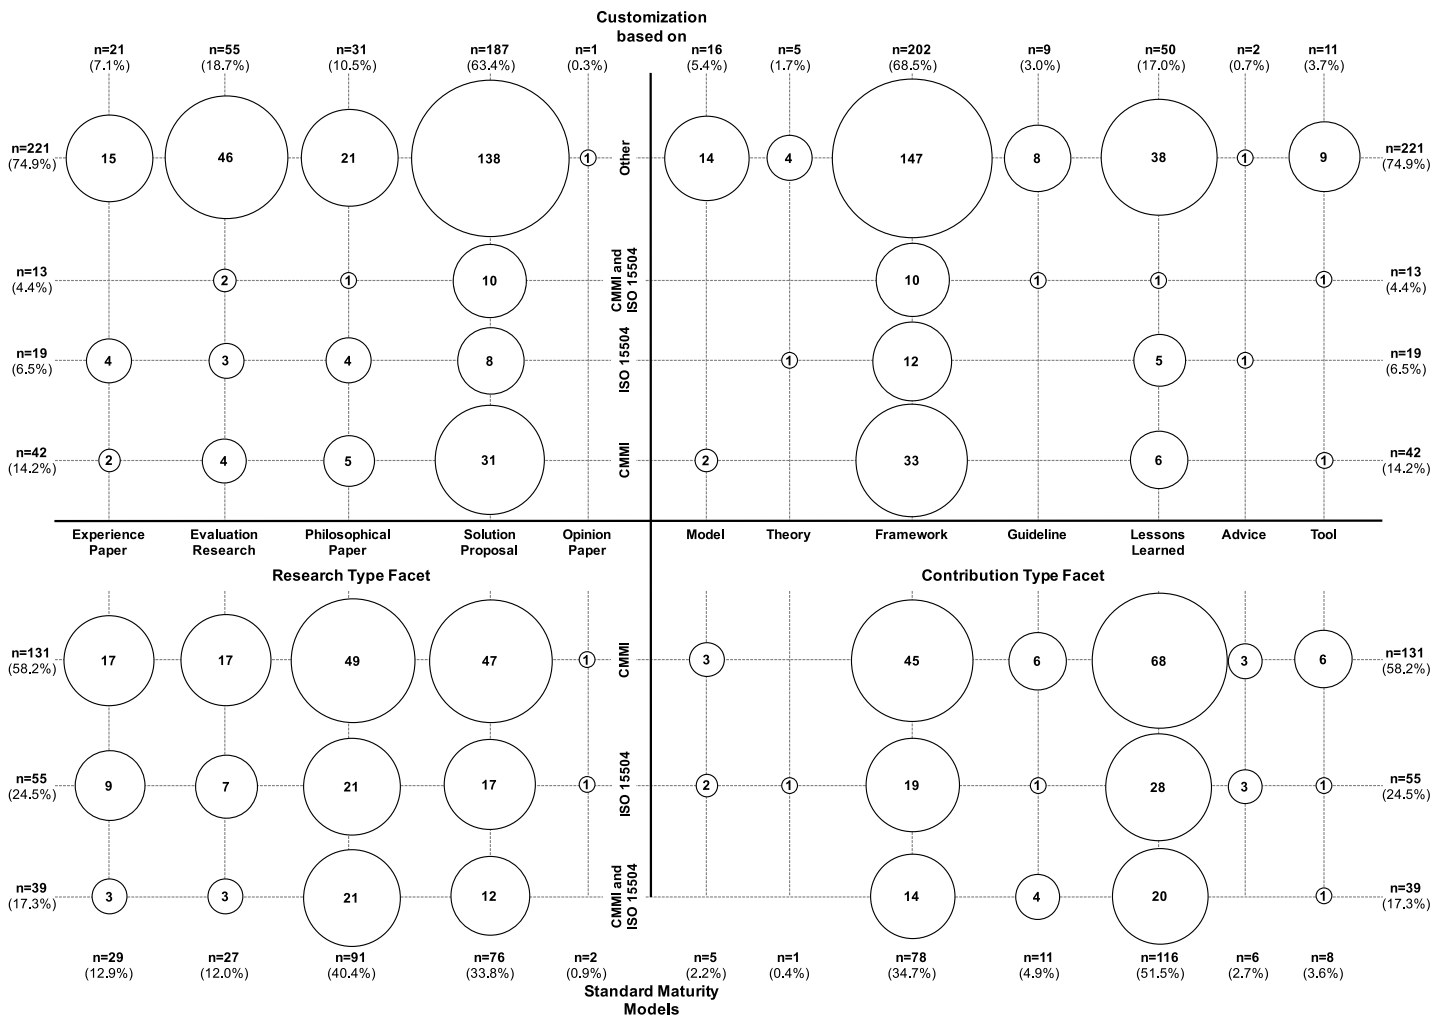 Customization
based on
n=21
(7.1%)
n=55
(18.7%)
n=31
(10.5%)
n=187
(63.4%)
n=1
(0.3%)
n=16
(5.4%)
n=5
(1.7%)
n=202
(68.5%)
n=9
(3.0%)
n=50
(17.0%)
n=2
(0.7%)
n=11
(3.7%)
n=221
(74.9%)
15
46
21
138
1
Other
14
4
147
8
38
1
9
n=221
(74.9%)
n=13
(4.4%)
2
1
10
CMMI and
ISO 15504
10
1
1
1
n=13
(4.4%)
n=19
(6.5%)
4
3
4
8
ISO 15504
1
12
5
1
n=19
(6.5%)
n=42
(14.2%)
2
4
5
31
CMMI
2
33
6
1
n=42
(14.2%)
Experience
Paper
Evaluation
Research
Philosophical
Paper
Solution
Proposal
Opinion
Paper
Model
Theory
Framework
Guideline
Lessons
Learned
Advice
Tool
Research Type Facet
Contribution Type Facet
n=131
(58.2%)
17
17
49
47
1
CMMI
3
45
6
68
3
6
n=131
(58.2%)
n=55
(24.5%)
9
7
21
17
1
ISO 15504
2
1
19
1
28
3
1
n=55
(24.5%)
n=39
(17.3%)
3
3
21
12
CMMI and
ISO 15504
14
4
20
1
n=39
(17.3%)
n=29
(12.9%)
n=27
(12.0%)
n=91
(40.4%)
n=76
(33.8%)
n=2
(0.9%)
n=5
(2.2%)
n=1
(0.4%)
n=78
(34.7%)
n=11
(4.9%)
n=116
(51.5%)
n=6
(2.7%)
n=8
(3.6%)
Standard Maturity
Models